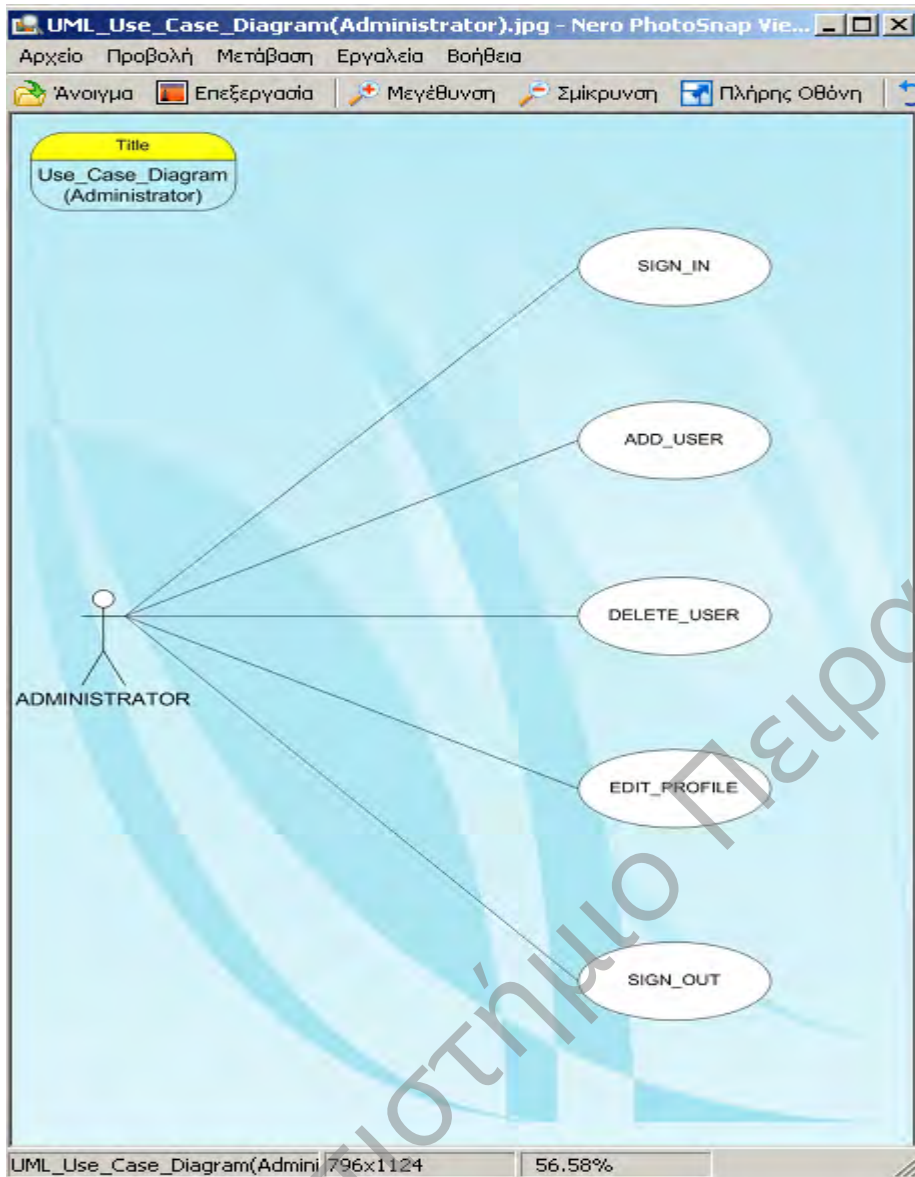 UML_Use_Case_Diagram(Administrator).jpg - Nero PhotoSnap Vie...
Αρχείο Προβολή Μετάβαση Εργαλεία Βοήθεια
Άνοιγμα Επεξεργασία Μεγέθυνση Σμίκρυνση Πλήρης Οθόνη
Title
Use_Case_Diagram
(Administrator)
SIGN_IN
ADD_USER
DELETE_USER
ADMINISTRATOR
EDIT_PROFILE
SIGN_OUT
UML_Use_Case_Diagram(Admini 796x1124 56.58%